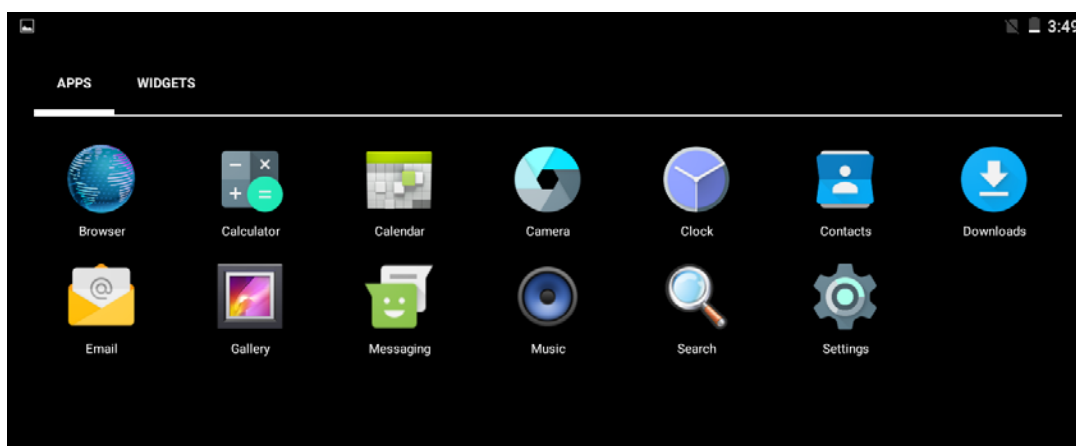 3:49
APPS WIDGETS
Browser Calculator Calendar Camera Clock Contacts Downloads
Email Gallery Messaging Music Search Settings